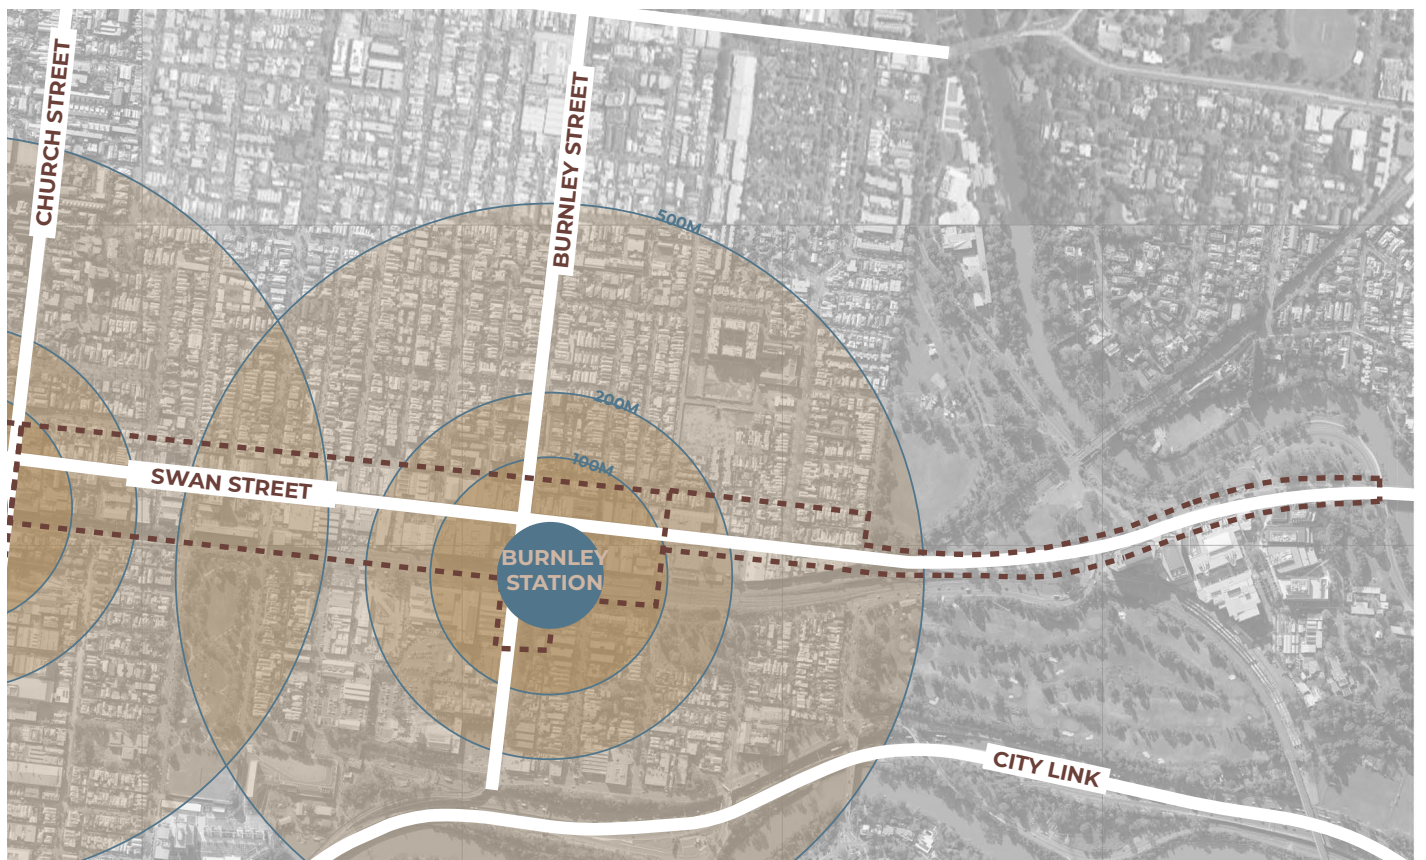 CHURCH STREET
BURNLEY STREET
500M
200M
100M
SWAN STREET
BURNLEY
STATION
CITY LINK